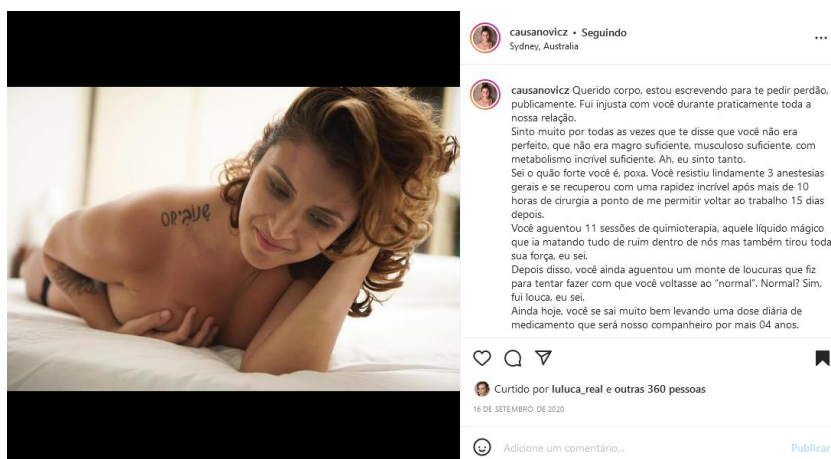 causanovicz • Seguindo
Sydney, Australia
causanovicz Querido corpo, estou escrevendo para te pedir perdão,
publicamente. Fui injusta com você durante praticamente toda a
nossa relação.
Sinto muito por todas as vezes que te disse que você não era
perfeito, que não era magro suficiente, musculoso suficiente, com
metabolismo incrível suficiente. Ah, eu sinto tanto.
Sei o quão forte você é, poxa. Você resistiu lindamente 3 anestesias
gerais e se recuperou com uma rapidez incrível após mais de 10
horas de cirurgia a ponto de me permitir voltar ao trabalho 15 dias
depois.
Você aguentou 11 sessões de quimioterapia, aquele líquido mágico
que ia matando tudo de ruim dentro de nós mas também tirou toda
sua força, eu sei.
Depois disso, você ainda aguentou um monte de loucuras que fiz
para tentar fazer com que você voltasse ao "normal". Normal? Sim,
fui louca, eu sei.
Ainda hoje, você se sai muito bem levando uma dose diária de
medicamento que será nosso companheiro por mais 04 anos.
Curtido por luluca_real e outras 360 pessoas
16 DE SETEMBRO DE 2020
Adicione um comentário... Publicar